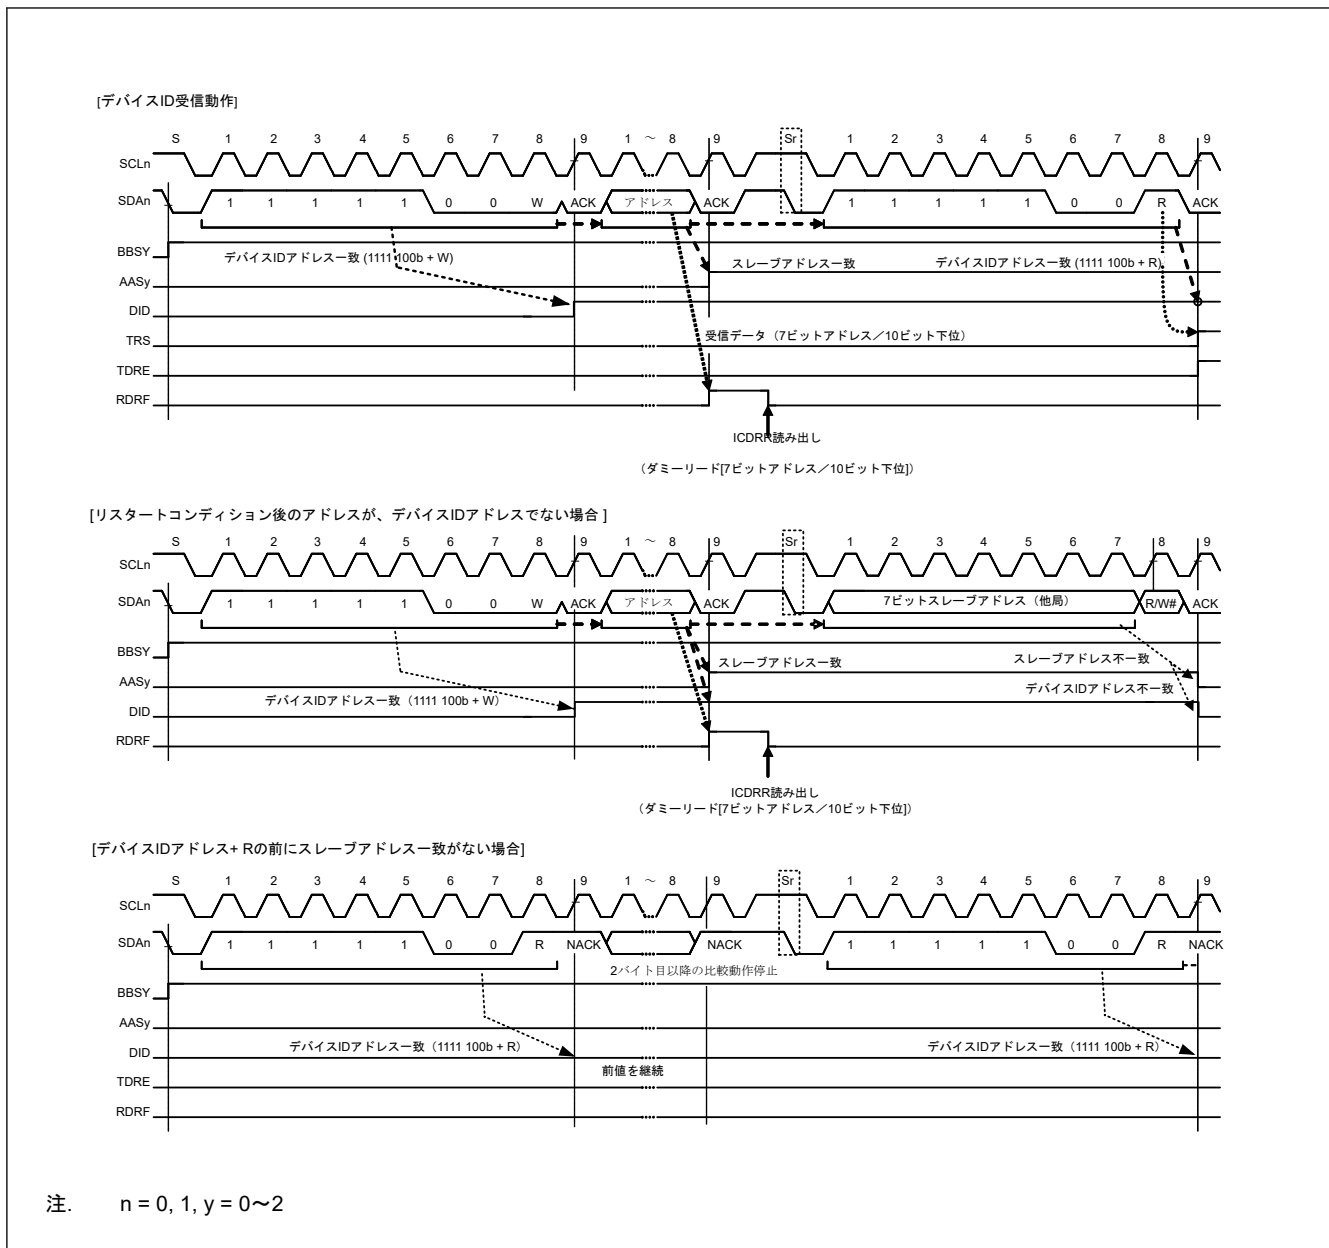 [デバイスID受信動作]
S 1 2 3 4 5 6 7 8 9 1 ～ 8 9 Sr 1 2 3 4 5 6 7 8 9
SCLn
SDAn 1 1 1 1 1 0 0 W ACK アドレス ACK 1 1 1 1 1 0 0 R ACK
BBSY デバイスIDアドレス一致 (1111 100b + W) スレーブアドレス一致 デバイスIDアドレス一致 (1111 100b + R)
AASy
DID
TRS 受信データ（7ビットアドレス／10ビット下位）
TDRE
RDRF
ICDRR読み出し
（ダミーリード[7ビットアドレス／10ビット下位]）
[リスタートコンディション後のアドレスが、デバイスIDアドレスでない場合 ]
S 1 2 3 4 5 6 7 8 9 1 ～ 8 9 Sr 1 2 3 4 5 6 7 8 9
SCLn
SDAn 1 1 1 1 1 0 0 W ACK アドレス ACK 7ビットスレーブアドレス（他局） R/W# ACK
BBSY スレーブアドレス一致 スレーブアドレス不一致
AASy デバイスIDアドレス一致（1111 100b + W） デバイスIDアドレス不一致
DID
RDRF
ICDRR読み出し
（ダミーリード[7ビットアドレス／10ビット下位]）
[デバイスIDアドレス+ Rの前にスレーブアドレス一致がない場合]
S 1 2 3 4 5 6 7 8 9 1 ～ 8 9 Sr 1 2 3 4 5 6 7 8 9
SCLn
SDAn 1 1 1 1 1 0 0 R NACK NACK 1 1 1 1 1 0 0 R NACK
2バイト目以降の比較動作停止
BBSY
AASy
DID デバイスIDアドレス一致（1111 100b + R） デバイスIDアドレス一致（1111 100b + R）
前値を継続
TDRE
RDRF
注. n = 0, 1, y = 0～2